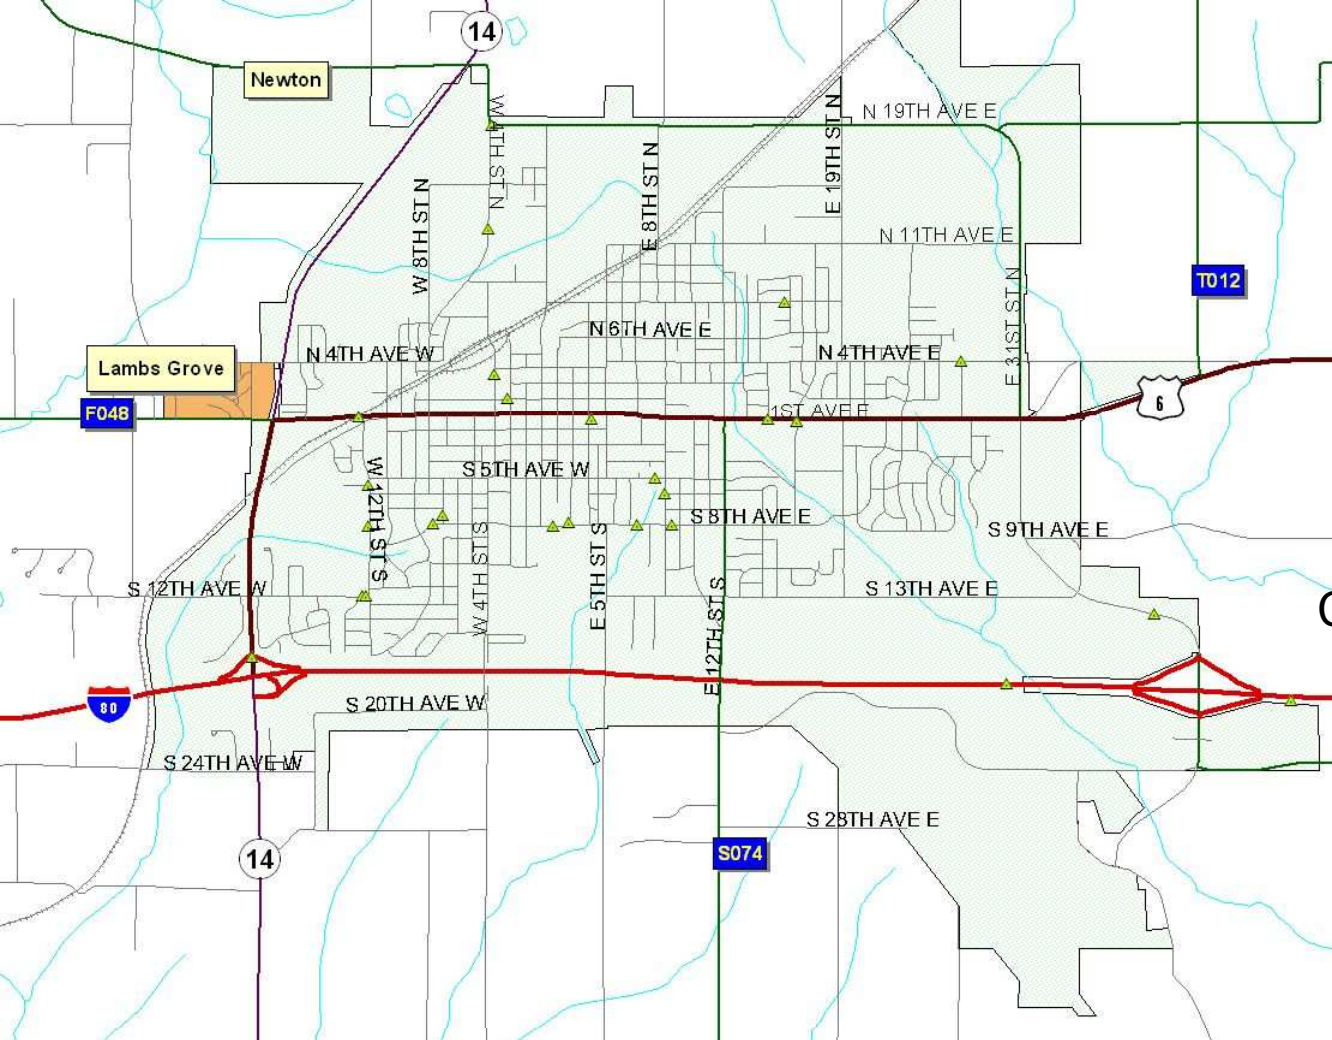 14
Newton
N 19TH AVE E
W 4TH ST N
E 19TH ST N
E 8TH ST N
W 8TH ST N
N 11TH AVE E
T012
E 31ST ST N
N 6TH AVE E
N 4TH AVE W
N 4TH AVE E
Lambs Grove
6
F048
1ST AVE E
S 5TH AVE W
W 12TH ST S
S 8TH AVE E
S 9TH AVE E
W 4TH ST S
E 5TH ST S
S 12TH AVE W
S 13TH AVE E
E 12TH ST S
80
S 20TH AVE W
S 24TH AVE W
S 28TH AVE E
14
S074